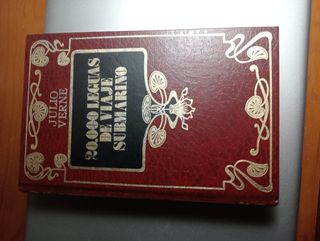 JULIO
VERNE
20.000 LEGUAS
DE VIAJE
SUBMARINO